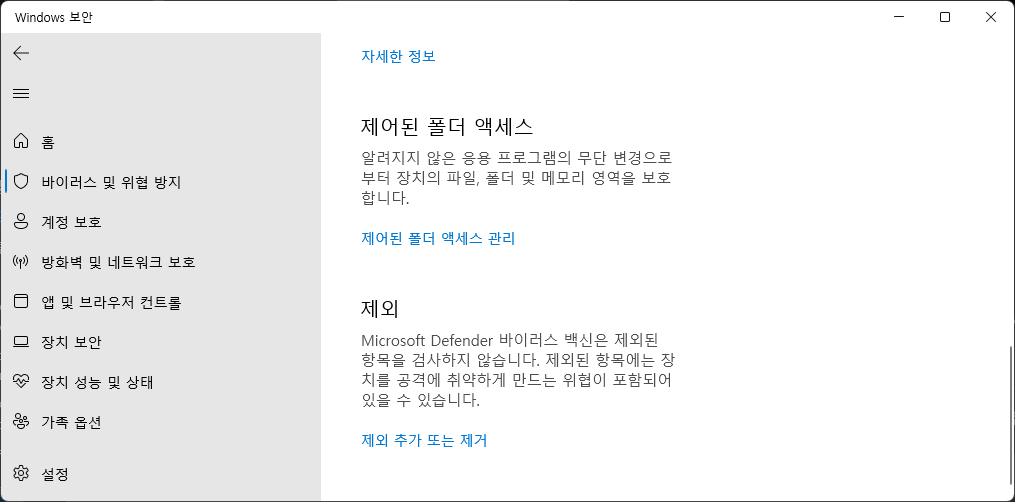 Windows 보안
홈
바이러스 및 위협 방지
계정 보호
방화벽 및 네트워크 보호
앱 및 브라우저 컨트롤
장치 보안
장치 성능 및 상태
가족 옵션
설정
자세한 정보
제어된 폴더 액세스
알려지지 않은 응용 프로그램의 무단 변경으로
부터 장치의 파일, 폴더 및 메모리 영역을 보호
합니다.
제어된 폴더 액세스 관리
제외
Microsoft Defender 바이러스 백신은 제외된
항목을 검사하지 않습니다. 제외된 항목에는 장
치를 공격에 취약하게 만드는 위협이 포함되어
있을 수 있습니다.
제외 추가 또는 제거